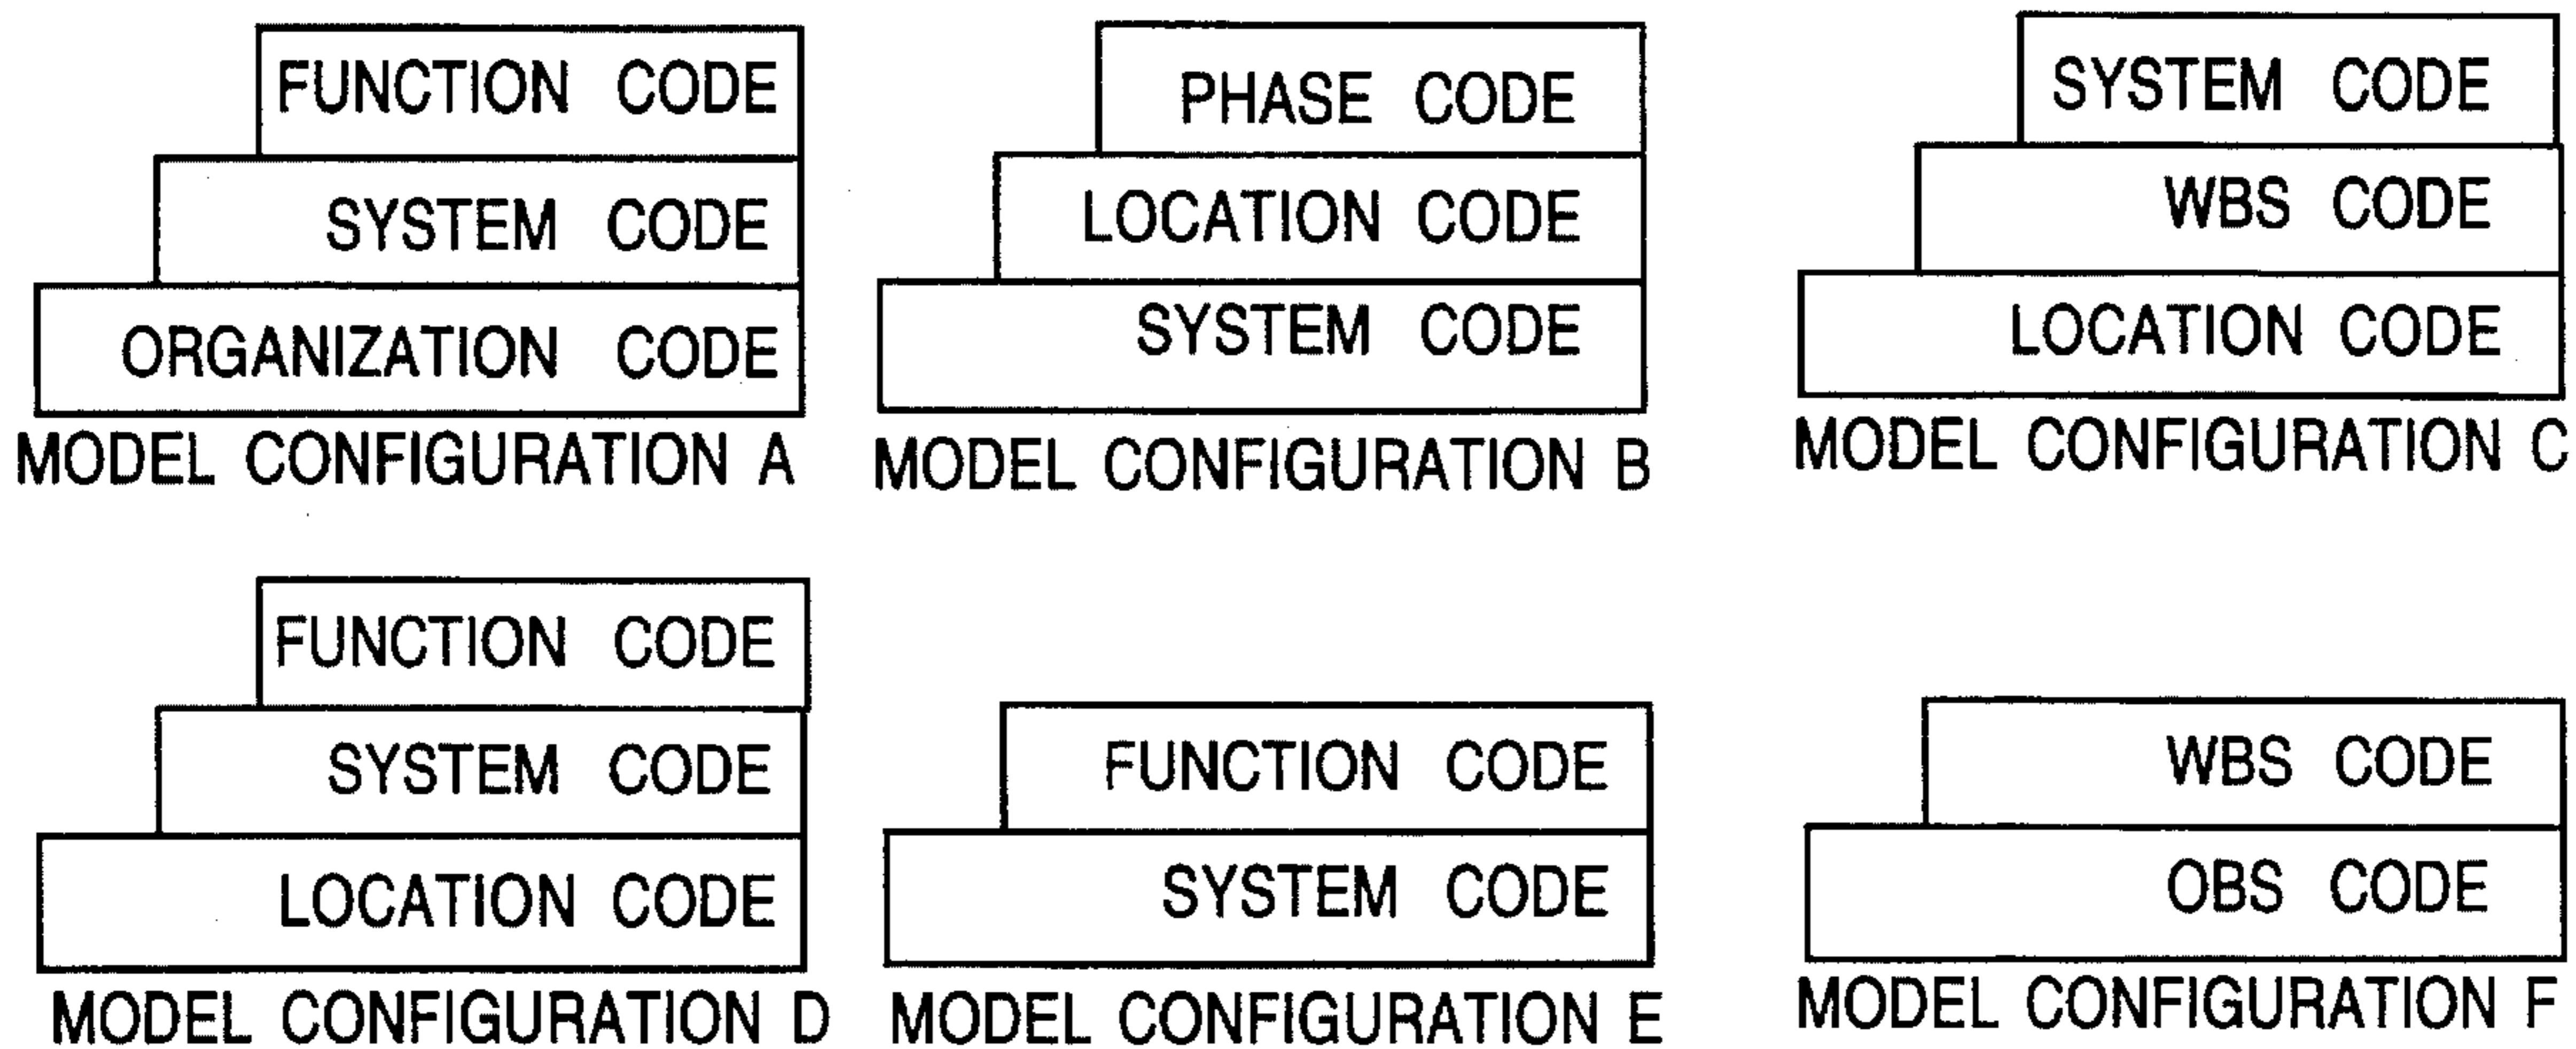 FUNCTION CODE
SYSTEM CODE
ORGANIZATION CODE
MODEL CONFIGURATION A
PHASE CODE
LOCATION CODE
SYSTEM CODE
MODEL CONFIGURATION B
SYSTEM CODE
WBS CODE
LOCATION CODE
MODEL CONFIGURATION C
FUNCTION CODE
SYSTEM CODE
LOCATION CODE
MODEL CONFIGURATION D
FUNCTION CODE
SYSTEM CODE
MODEL CONFIGURATION E
WBS CODE
OBS CODE
MODEL CONFIGURATION F